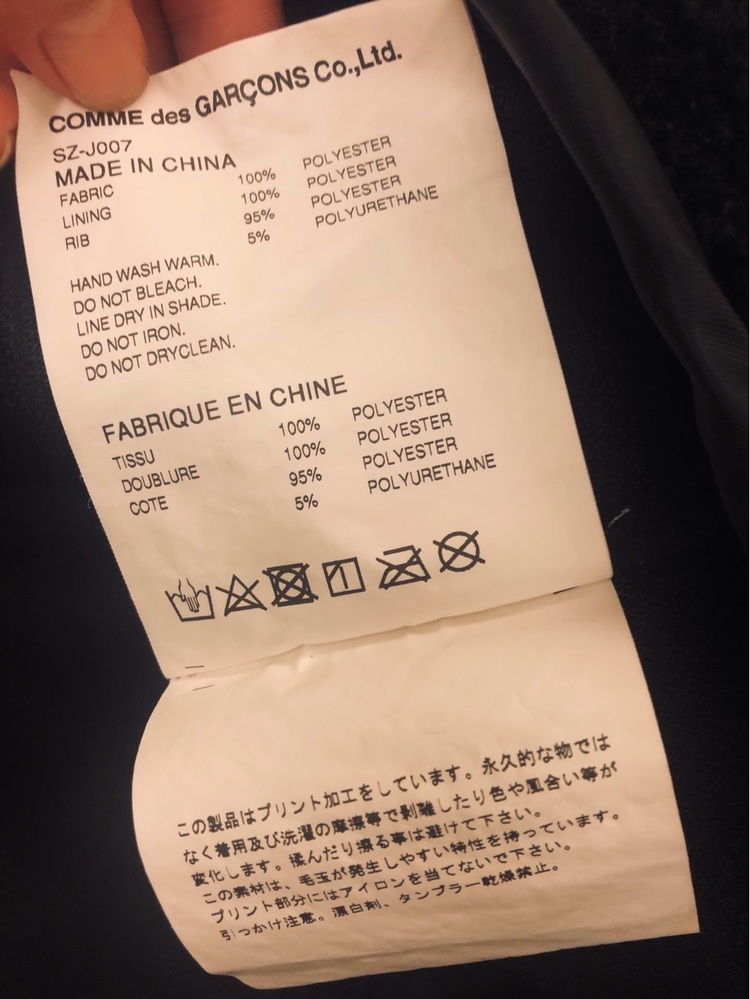 COMME des GARÇONS Co.,Ltd.
SZ-J007
MADE IN CHINA
FABRIC 100% POLYESTER
LINING 100% POLYESTER
RIB 95% POLYESTER
5% POLYURETHANE
HAND WASH WARM.
DO NOT BLEACH.
LINE DRY IN SHADE.
DO NOT IRON.
DO NOT DRYCLEAN.
FABRIQUE EN CHINE
TISSU 100% POLYESTER
DOUBLURE 100% POLYESTER
COTE 95% POLYESTER
5% POLYURETHANE
この製品はプリント加工をしています。永久的な物では
なく着用及び洗濯の摩擦等で剥離したり色や風合い等が
変化します。揉んだり擦る事は避けて下さい。
この素材は、毛玉が発生しやすい特性を持っています。
プリント部分にはアイロンを当てないで下さい。
引っかけ注意。漂白剤、タンブラー乾燥禁止。